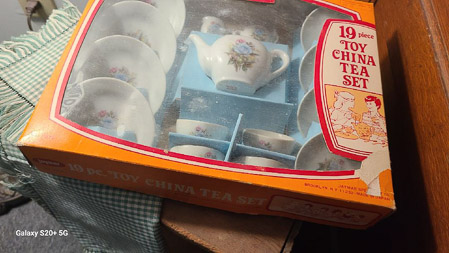 19 piece
TOY
CHINA
TEA
SET
19 pc. TOY CHINA TEA SET
Galaxy S20+ 5G